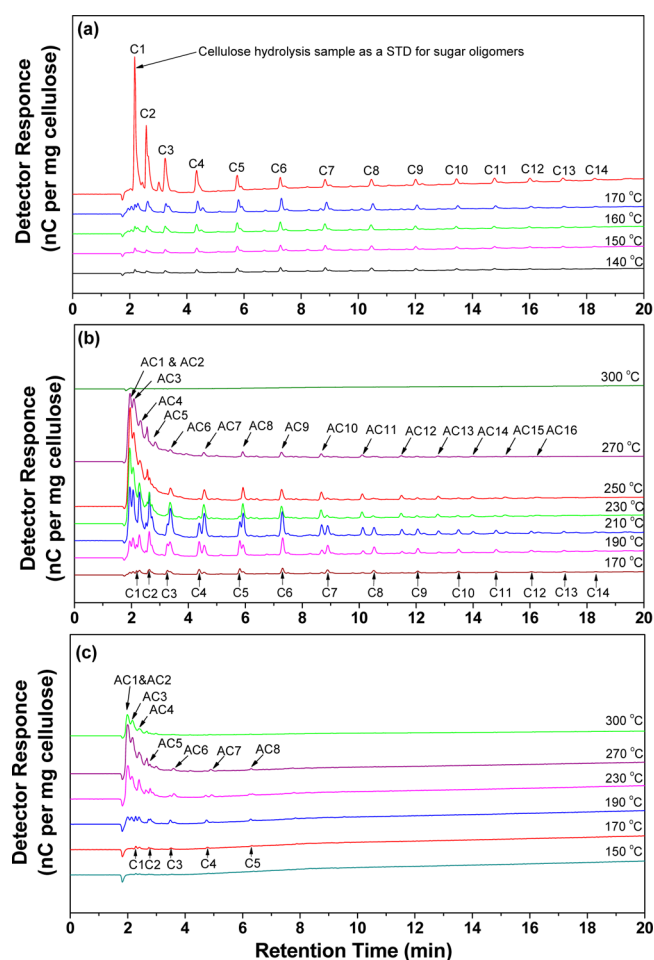 (a)
C1
Cellulose hydrolysis sample as a STD for sugar oligomers
C2
C3
C4 C5 C6 C7 C8 C9 C10 C11 C12 C13 C14
170 °C
160 °C
150 °C
140 °C
Detector Responce
(nC per mg cellulose)
0 2 4 6 8 10 12 14 16 18 20
(b)
AC1 & AC2
AC3
300 °C
AC4
AC5
AC6 AC7 AC8 AC9 AC10 AC11 AC12 AC13 AC14 AC15 AC16
270 °C
250 °C
230 °C
210 °C
190 °C
170 °C
C1 C2 C3 C4 C5 C6 C7 C8 C9 C10 C11 C12 C13 C14
Detector Responce
(nC per mg cellulose)
0 2 4 6 8 10 12 14 16 18 20
(c)
AC1&AC2
AC3
AC4
300 °C
AC5 AC6 AC7 AC8
270 °C
230 °C
190 °C
170 °C
150 °C
C1 C2 C3 C4 C5
Detector Responce
(nC per mg cellulose)
0 2 4 6 8 10 12 14 16 18 20
Retention Time (min)